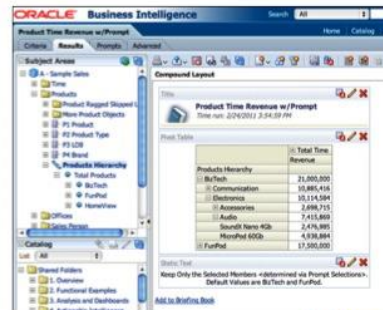 ORACLE Business Intelligence
Search All
Product Time Revenue w/Prompt
Home Catalog
Criteria Results Prompts Advanced
Subject Areas
A - Sample Sales
Time
Products
Product Ragged Skipped L
More Product Objects
P1 Product
P2 Product Type
P3 LOB
P4 Brand
Products Hierarchy
Total Products
BizTech
FunPod
HomeView
Offices
Sales Person
Catalog
List All
Shared Folders
1. Overview
2. Functional Examples
3. Analysis and Dashboards
Compound Layout
Title
Product Time Revenue w/Prompt
Time run: 2/24/2011 3:54:59 PM
Pivot Table
Total Time
Revenue
Products Hierarchy
BizTech 21,000,000
Communication 10,885,416
Electronics 10,114,584
Accessories 2,698,715
Audio 7,415,869
SoundX Nano 4Gb 2,476,985
MicroPod 60Gb 4,938,884
FunPod 17,500,000
Static Text
Keep Only the Selected Members <determined via Prompt Selections>.
Default Values are BizTech and FunPod.
Add to Briefing Book